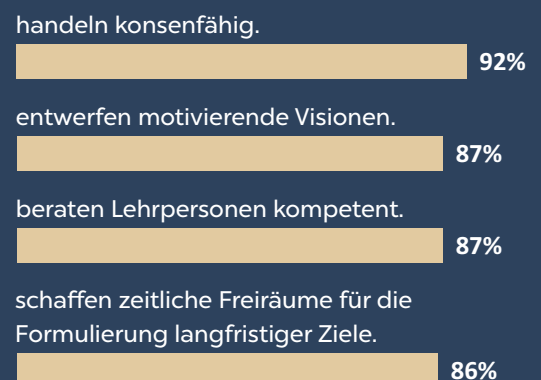 handeln konsenfähig.
92%
entwerfen motivierende Visionen.
87%
beraten Lehrpersonen kompetent.
87%
schaffen zeitliche Freiräume für die
Formulierung langfristiger Ziele.
86%